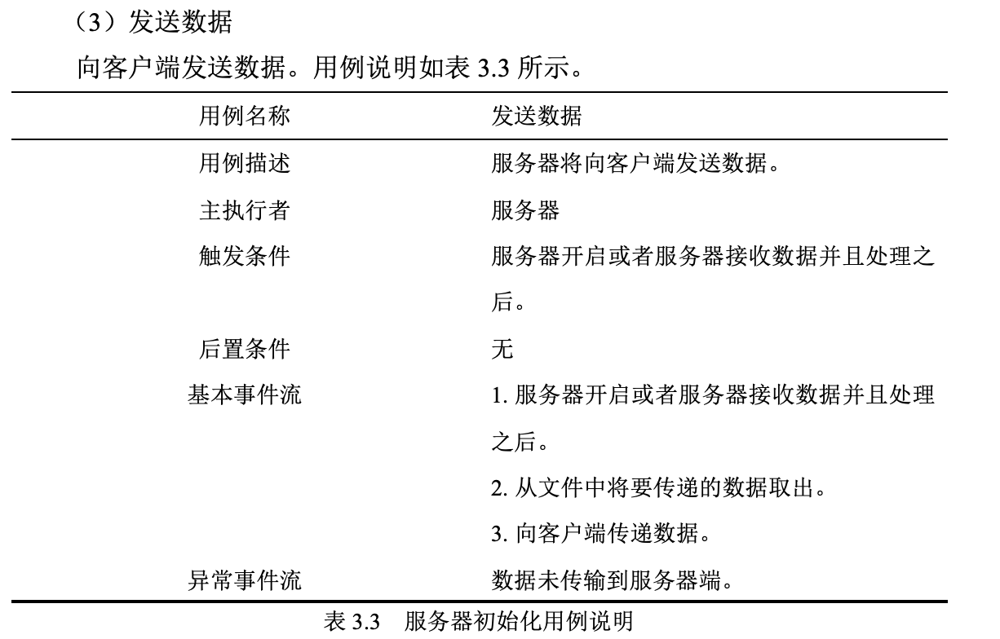 （3）发送数据
向客户端发送数据。用例说明如表 3.3 所示。
用例名称 发送数据
用例描述 服务器将向客户端发送数据。
主执行者 服务器
触发条件 服务器开启或者服务器接收数据并且处理之
后。
后置条件 无
基本事件流 1. 服务器开启或者服务器接收数据并且处理
之后。
2. 从文件中将要传递的数据取出。
3. 向客户端传递数据。
异常事件流 数据未传输到服务器端。
表 3.3 服务器初始化用例说明